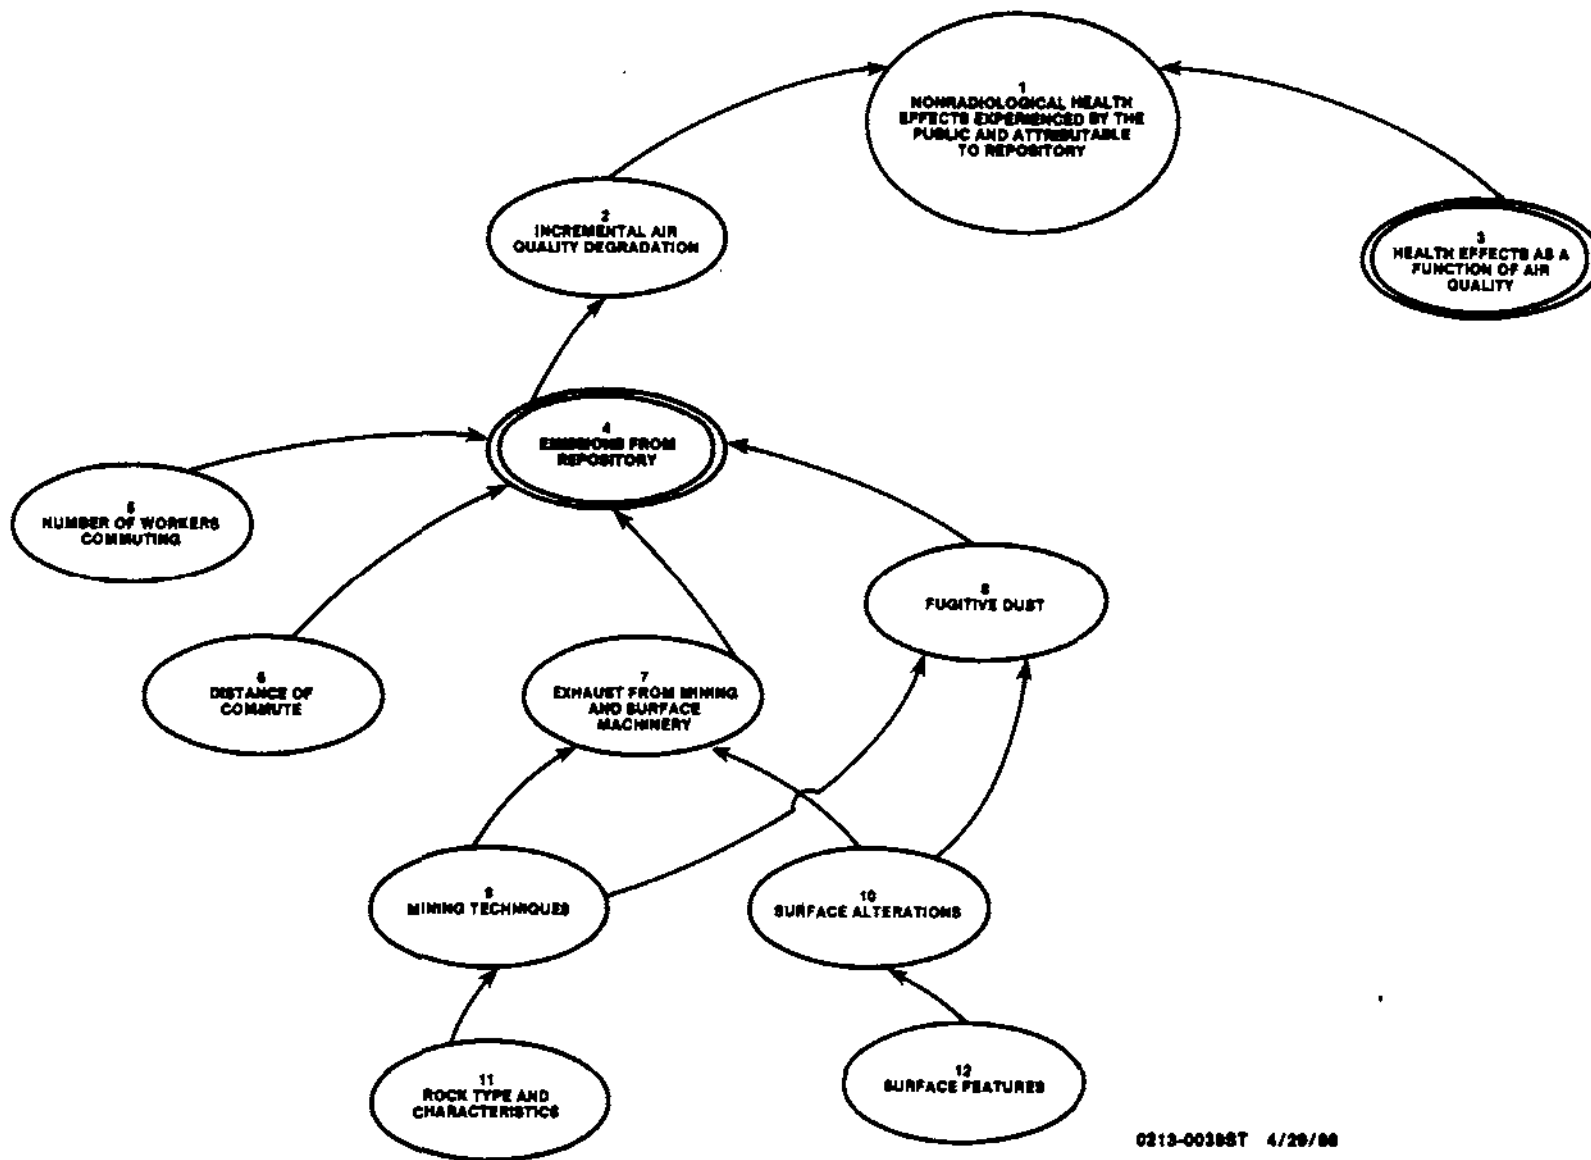 1
NONRADIOLOGICAL HEALTH
EFFECTS EXPERIENCED BY THE
PUBLIC AND ATTRIBUTABLE
TO REPOSITORY
2
INCREMENTAL AIR
QUALITY DEGRADATION
3
HEALTH EFFECTS AS A
FUNCTION OF AIR
QUALITY
4
EMISSIONS FROM
REPOSITORY
5
NUMBER OF WORKERS
COMMUTING
6
DISTANCE OF
COMMUTE
7
EXHAUST FROM MINING
AND SURFACE
MACHINERY
8
FUGITIVE DUST
9
MINING TECHNIQUES
10
SURFACE ALTERATIONS
11
ROCK TYPE AND
CHARACTERISTICS
12
SURFACE FEATURES